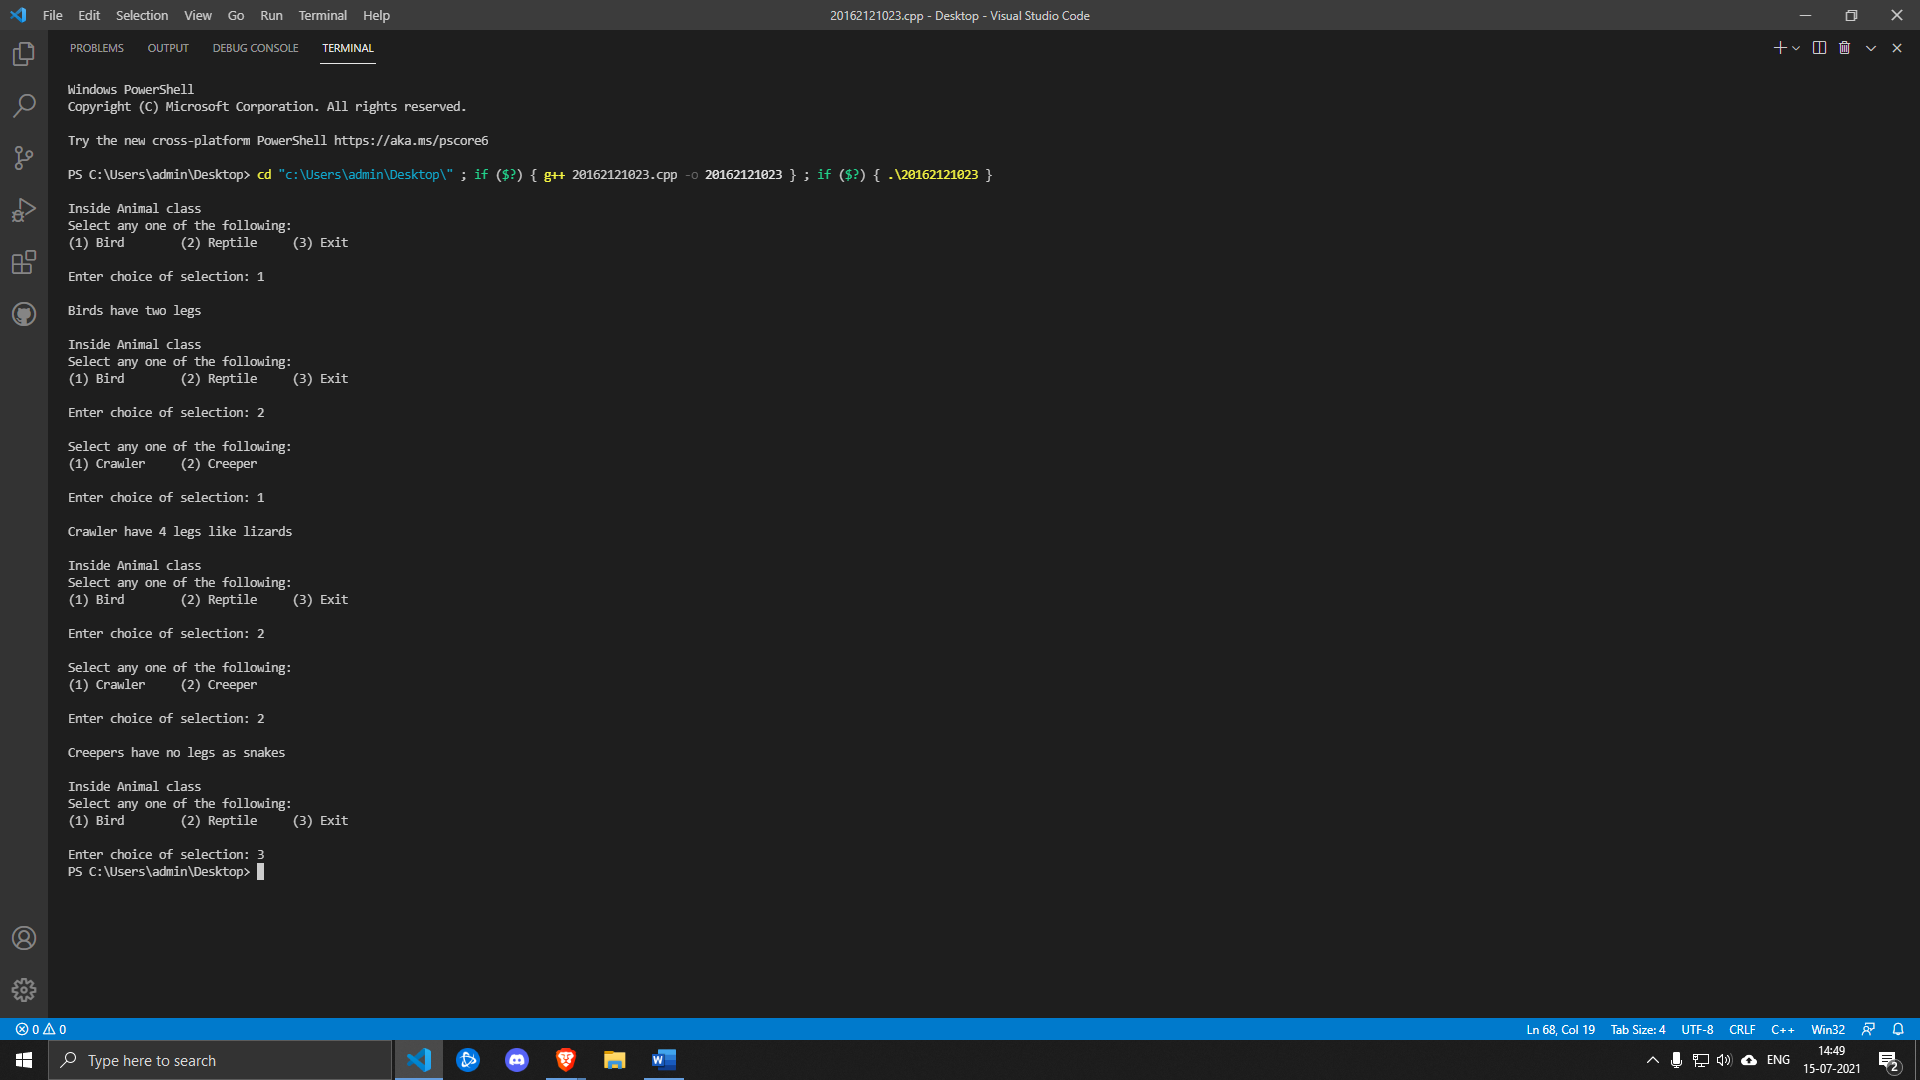 File Edit Selection View Go Run Terminal Help
20162121023.cpp - Desktop - Visual Studio Code
PROBLEMS OUTPUT DEBUG CONSOLE TERMINAL
Windows PowerShell
Copyright (C) Microsoft Corporation. All rights reserved.
Try the new cross-platform PowerShell https://aka.ms/pscore6
PS C:\Users\admin\Desktop> cd "c:\Users\admin\Desktop\" ; if ($?) { g++ 20162121023.cpp -o 20162121023 } ; if ($?) { .\20162121023 }
Inside Animal class
Select any one of the following:
(1) Bird (2) Reptile (3) Exit
Enter choice of selection: 1
Birds have two legs
Inside Animal class
Select any one of the following:
(1) Bird (2) Reptile (3) Exit
Enter choice of selection: 2
Select any one of the following:
(1) Crawler (2) Creeper
Enter choice of selection: 1
Crawler have 4 legs like lizards
Inside Animal class
Select any one of the following:
(1) Bird (2) Reptile (3) Exit
Enter choice of selection: 2
Select any one of the following:
(1) Crawler (2) Creeper
Enter choice of selection: 2
Creepers have no legs as snakes
Inside Animal class
Select any one of the following:
(1) Bird (2) Reptile (3) Exit
Enter choice of selection: 3
PS C:\Users\admin\Desktop>
0 0
Ln 68, Col 19 Tab Size: 4 UTF-8 CRLF C++ Win32
Type here to search
W
ENG
14:49
15-07-2021
2